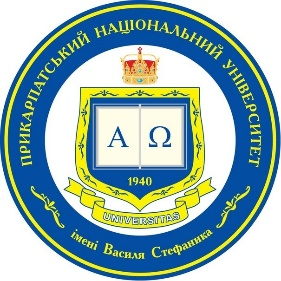 ПРИКАРПАТСЬКИЙ НАЦІОНАЛЬНИЙ УНІВЕРСИТЕТ
Α Ω
1940
UNIVERSITAS
імені Василя Стефаника